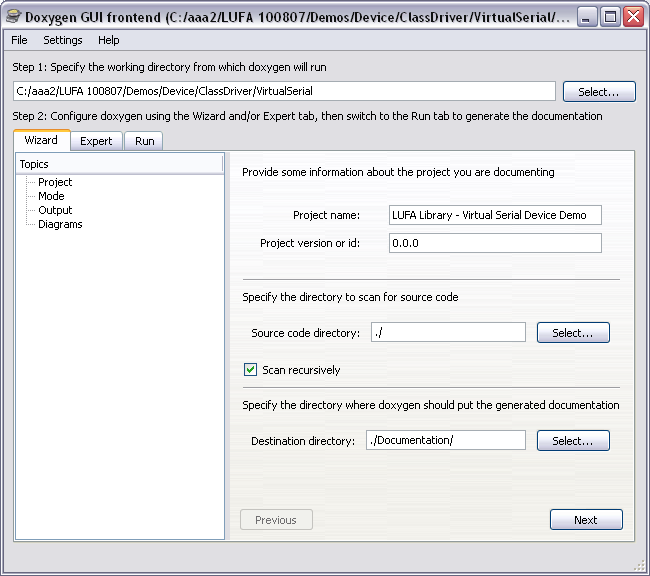 Doxygen GUI frontend (C:/aaa2/LUFA 100807/Demos/Device/ClassDriver/VirtualSerial/...
File Settings Help
Step 1: Specify the working directory from which doxygen will run
C:/aaa2/LUFA 100807/Demos/Device/ClassDriver/VirtualSerial Select...
Step 2: Configure doxygen using the Wizard and/or Expert tab, then switch to the Run tab to generate the documentation
Wizard Expert Run
Topics
Project
Mode
Output
Diagrams
Provide some information about the project you are documenting
Project name: LUFA Library - Virtual Serial Device Demo
Project version or id: 0.0.0
Specify the directory to scan for source code
Source code directory: ./ Select...
Scan recursively
Specify the directory where doxygen should put the generated documentation
Destination directory: ./Documentation/ Select...
Previous Next